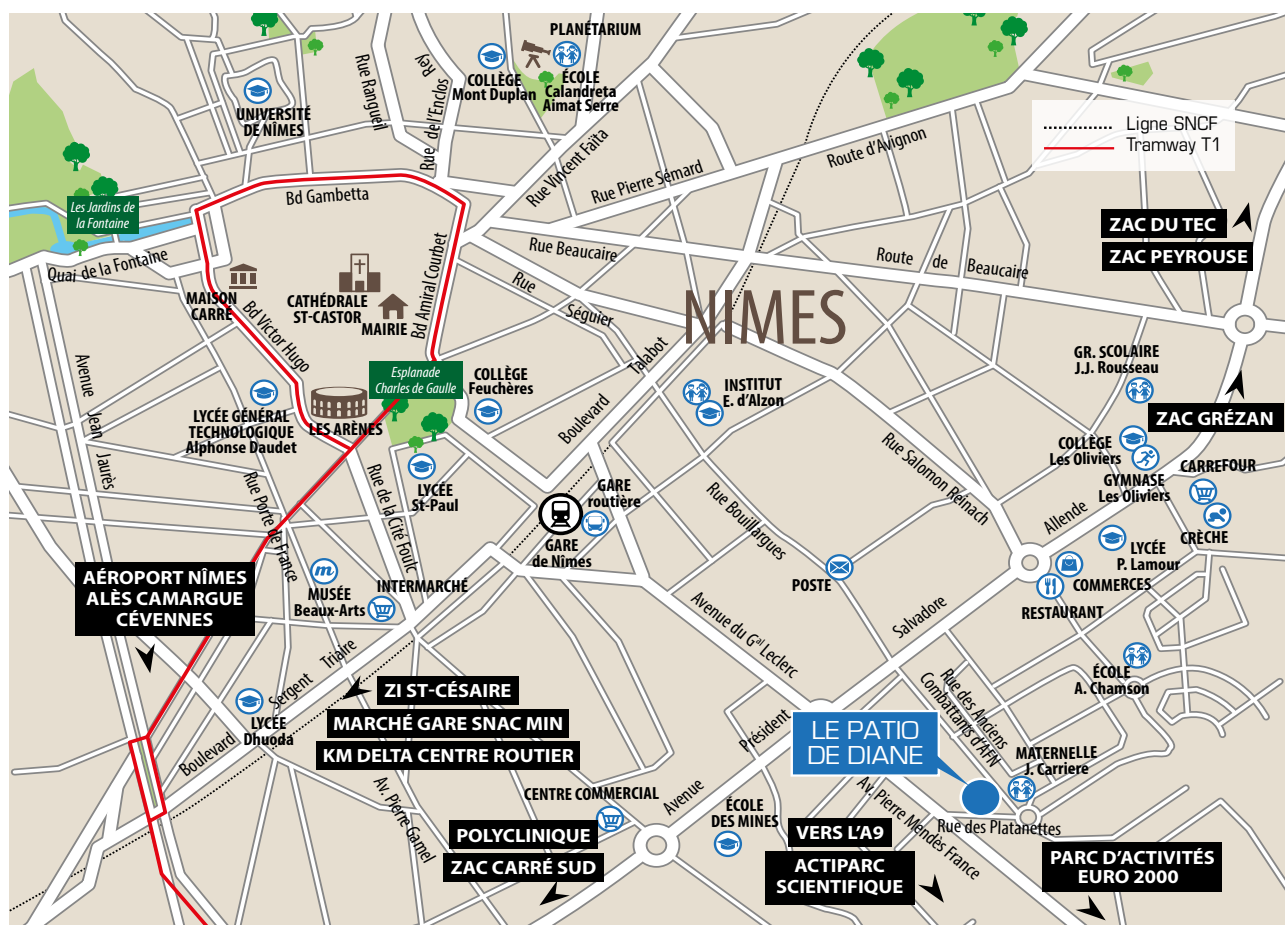 PLANÉTARIUM
COLLÈGE
Mont Duplan
ÉCOLE
Calandreta
Aimat Serre
Rue Rangueil
Rue de l'Enclos
Rey
UNIVERSITÉ
DE NÎMES
Ligne SNCF
Tramway T1
Route d'Avignon
Rue Vincent Faïta
Rue Pierre Sémard
Bd Gambetta
Les Jardins de
la Fontaine
ZAC DU TEC
ZAC PEYROUSE
Quai de la Fontaine
Rue Beaucaire
Route de Beaucaire
MAISON
CARRÉ
CATHÉDRALE
ST-CASTOR
MAIRIE
Bd Amiral Courbet
Bd Victor Hugo
Rue Séguier
NIMES
Talabot
Boulevard
Avenue Jean Jaurès
Esplanade
Charles de Gaulle
COLLÈGE
Feuchères
GR. SCOLAIRE
J.J. Rousseau
INSTITUT
E. d'Alzon
ZAC GRÉZAN
LYCÉE GÉNÉRAL
TECHNOLOGIQUE
Alphonse Daudet
LES ARÈNES
COLLÈGE
Les Oliviers
GYMNASE
Les Oliviers
CARREFOUR
Rue Salomon Reinach
LYCÉE
St-Paul
Rue Porte de France
Rue de la Cité Foulc
GARE
routière
Rue Bouillargues
Allende
CRÈCHE
GARE
de Nîmes
LYCÉE
P. Lamour
AÉROPORT NÎMES
ALÈS CAMARGUE
CÉVENNES
MUSÉE
Beaux-Arts
INTERMARCHÉ
POSTE
COMMERCES
RESTAURANT
Avenue du Gal Leclerc
Salvadore
Sergent Triaire
ZI ST-CÉSAIRE
ÉCOLE
A. Chamson
Rue des Anciens
Combattants d'AFN
LYCÉE
Dhuoda
MARCHÉ GARE SNAC MIN
KM DELTA CENTRE ROUTIER
Président
LE PATIO
DE DIANE
Boulevard
MATERNELLE
J. Carriere
Av. Pierre Gamel
CENTRE COMMERCIAL
Avenue
ÉCOLE
DES MINES
Av. Pierre Mendès France
Rue des Platanettes
POLYCLINIQUE
ZAC CARRÉ SUD
VERS L'A9
ACTIPARC
SCIENTIFIQUE
PARC D'ACTIVITÉS
EURO 2000